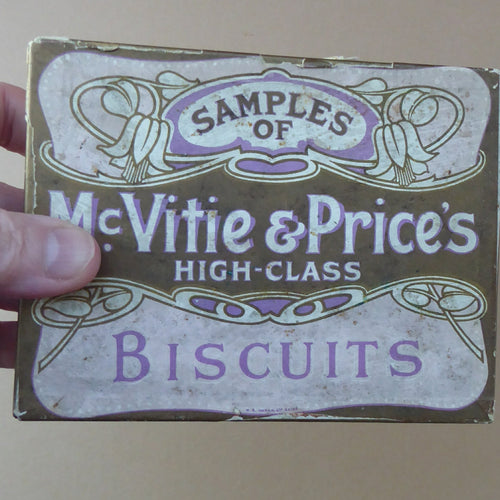 SAMPLES
OF
McVitie & Price's
HIGH-CLASS
BISCUITS